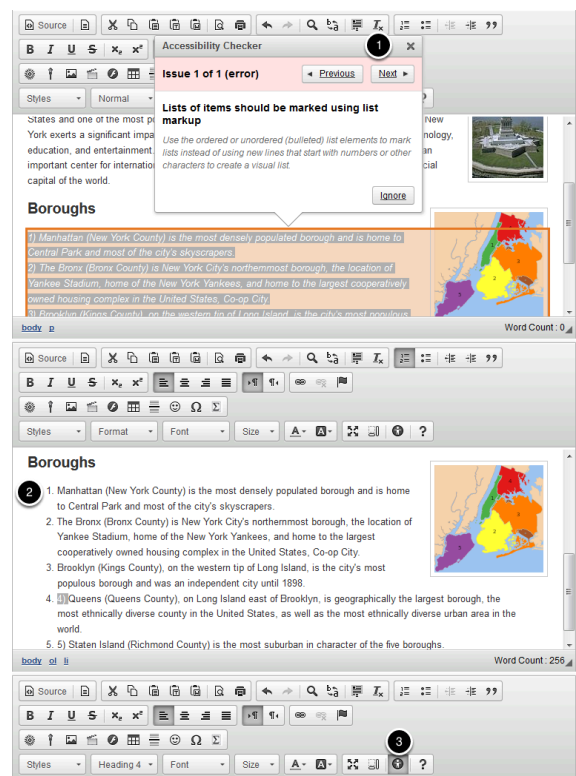 Source
B I U S x₂ x²
Styles Normal
?
Accessibility Checker
1
Issue 1 of 1 (error)
Previous
Next
Lists of items should be marked using list
markup
Use the ordered or unordered (bulleted) list elements to mark
lists instead of using new lines that start with numbers or other
characters to create a visual list.
Ignore
States and one of the most p New
York exerts a significant impa nology,
education, and entertainment. an
important center for internatio cial
capital of the world.
Boroughs
1) Manhattan (New York County) is the most densely populated borough and is home to
Central Park and most of the city's skyscrapers.
2) The Bronx (Bronx County) is New York City's northernmost borough, the location of
Yankee Stadium, home of the New York Yankees, and home to the largest cooperatively
owned housing complex in the United States, Co-op City.
3) Brooklyn (Kings County), on the western tip of Long Island, is the city's most populous
body p
Word Count : 0
Source
B I U S x₂ x²
Ω Σ
Styles Format Font Size A A ?
Boroughs
2
1. Manhattan (New York County) is the most densely populated borough and is home
to Central Park and most of the city's skyscrapers.
2. The Bronx (Bronx County) is New York City's northernmost borough, the location of
Yankee Stadium, home of the New York Yankees, and home to the largest
cooperatively owned housing complex in the United States, Co-op City.
3. Brooklyn (Kings County), on the western tip of Long Island, is the city's most
populous borough and was an independent city until 1898.
4. 4) Queens (Queens County), on Long Island east of Brooklyn, is geographically the largest borough, the
most ethnically diverse county in the United States, as well as the most ethnically diverse urban area in the
world.
5. 5) Staten Island (Richmond County) is the most suburban in character of the five boroughs.
body ol li
Word Count : 256
Source
B I U S x₂ x²
Ω Σ
3
Styles Heading 4 Font Size A A ?